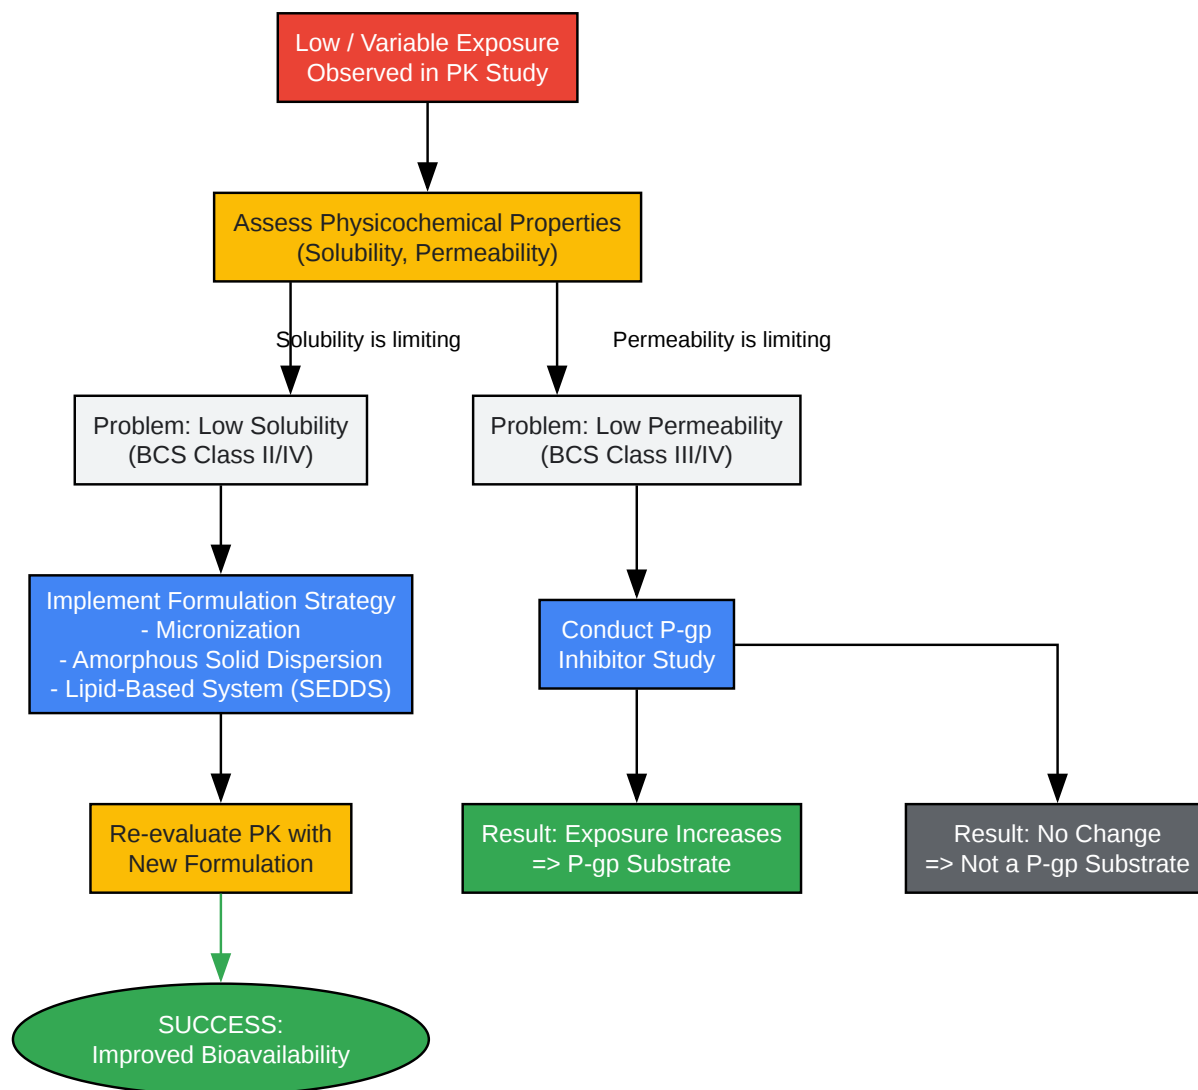 Low / Variable Exposure
Observed in PK Study
Assess Physicochemical Properties
(Solubility, Permeability)
Solubility is limiting
Permeability is limiting
Problem: Low Solubility
(BCS Class II/IV)
Problem: Low Permeability
(BCS Class III/IV)
Implement Formulation Strategy
- Micronization
- Amorphous Solid Dispersion
- Lipid-Based System (SEDDS)
Conduct P-gp
Inhibitor Study
Re-evaluate PK with
New Formulation
Result: Exposure Increases
=> P-gp Substrate
Result: No Change
=> Not a P-gp Substrate
SUCCESS:
Improved Bioavailability